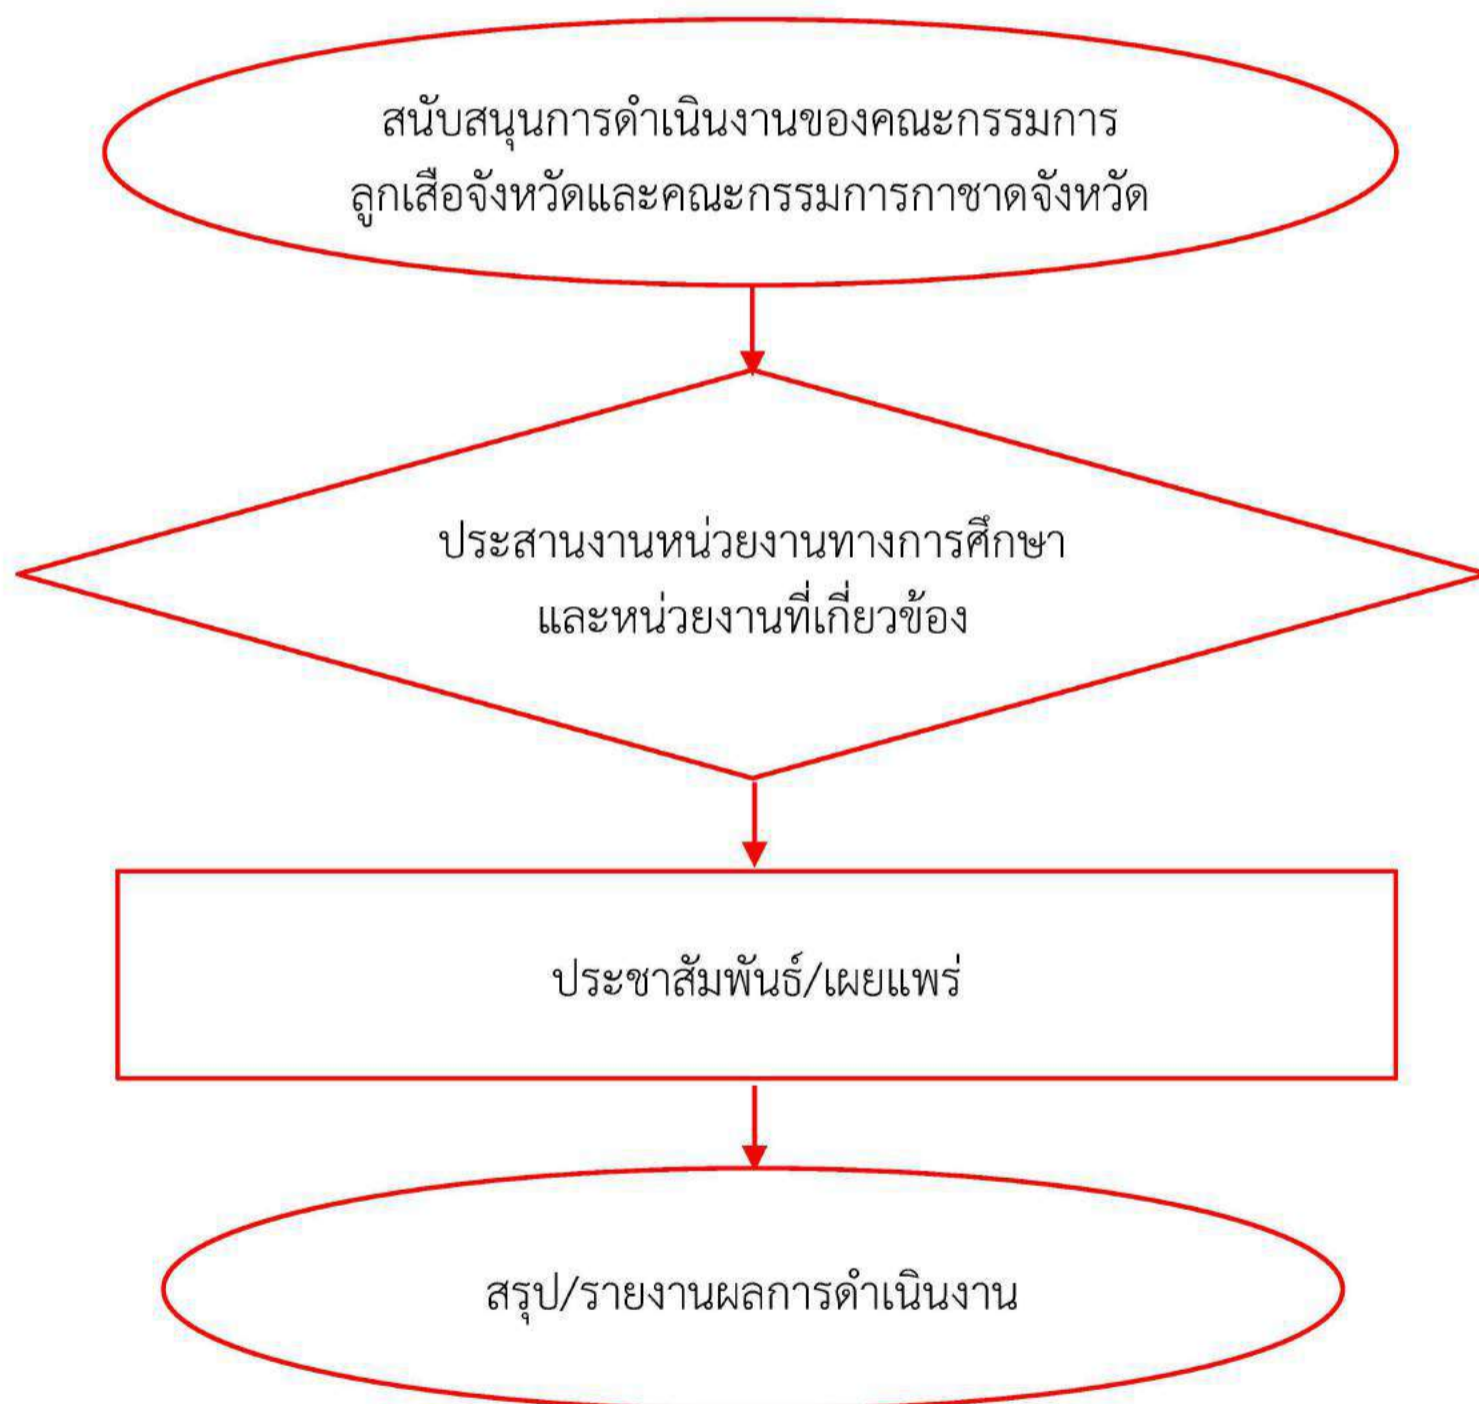 สนับสนุนการดำเนินงานของคณะกรรมการ
ลูกเสือจังหวัดและคณะกรรมการกาชาดจังหวัด
ประสานงานหน่วยงานทางการศึกษา
และหน่วยงานที่เกี่ยวข้อง
ประชาสัมพันธ์/เผยแพร่
สรุป/รายงานผลการดำเนินงาน